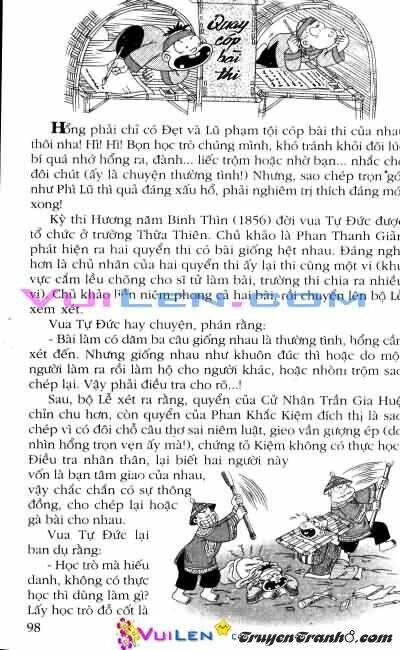 Quay
cóp
bài
thi
Hổng phải chỉ có Đẹt và Lũ phạm tội cóp bài thi của nhau
thôi nha! Hì! Hì! Bọn học trò chúng mình, khó tránh khỏi đôi lúc
bí quá nhớ hổng ra, đành... liếc trộm hoặc nhờ bạn... nhắc cho
đôi chút (ấy là chuyện thường tình!) Nhưng, sao chép trọn gói
như Phì Lũ thì quả đáng xấu hổ, phải nghiêm trị thích đáng mới
xong!
Kỳ thi Hương năm Bính Thìn (1856) đời vua Tự Đức được
tổ chức ở trường Thừa Thiên. Chủ khảo là Phan Thanh Giản
phát hiện ra hai quyển thi có bài giống hệt nhau. Đáng nghi
hơn là chủ nhân của hai quyển thi ấy lại thi cùng một vi (khu
vực cắm lều chõng cho sĩ tử làm bài, trường thi chia ra nhiều
vi). Chủ khảo liền niêm phong cả hai bài, rồi chuyển lên bộ Lễ
xem xét.
Vua Tự Đức hay chuyện, phán rằng:
- Bài làm có dăm ba câu giống nhau là thường tình, hổng cần
xét đến. Nhưng giống nhau như khuôn đúc thì hoặc do một
người làm ra rồi làm hộ cho người khác, hoặc nhòm trộm sao
chép lại. Vậy phải điều tra cho rõ...!
Sau, bộ Lễ xét ra rằng, quyển của Cử Nhân Trần Gia Huệ
chỉn chu hơn, còn quyển của Phan Khắc Kiệm đích thị là sao
chép vì có đôi chỗ câu thơ sai niêm luật, gieo vần gượng ép (do
nhìn hổng trọn vẹn ấy mà!), chứng tỏ Kiệm không có thực học.
Điều tra nhân thân, lại biết hai người này
vốn là bạn tâm giao của nhau,
vậy chắc chắn có sự thông
đồng, cho chép lại hoặc
gà bài cho nhau.
Vua Tự Đức lại
ban dụ rằng:
- Học trò mà hiếu
danh, không có thực
học thì dùng làm gì?
Lấy học trò đỗ cốt là
98
VUILEN.COM
VUILEN
TruyenTranh8.com